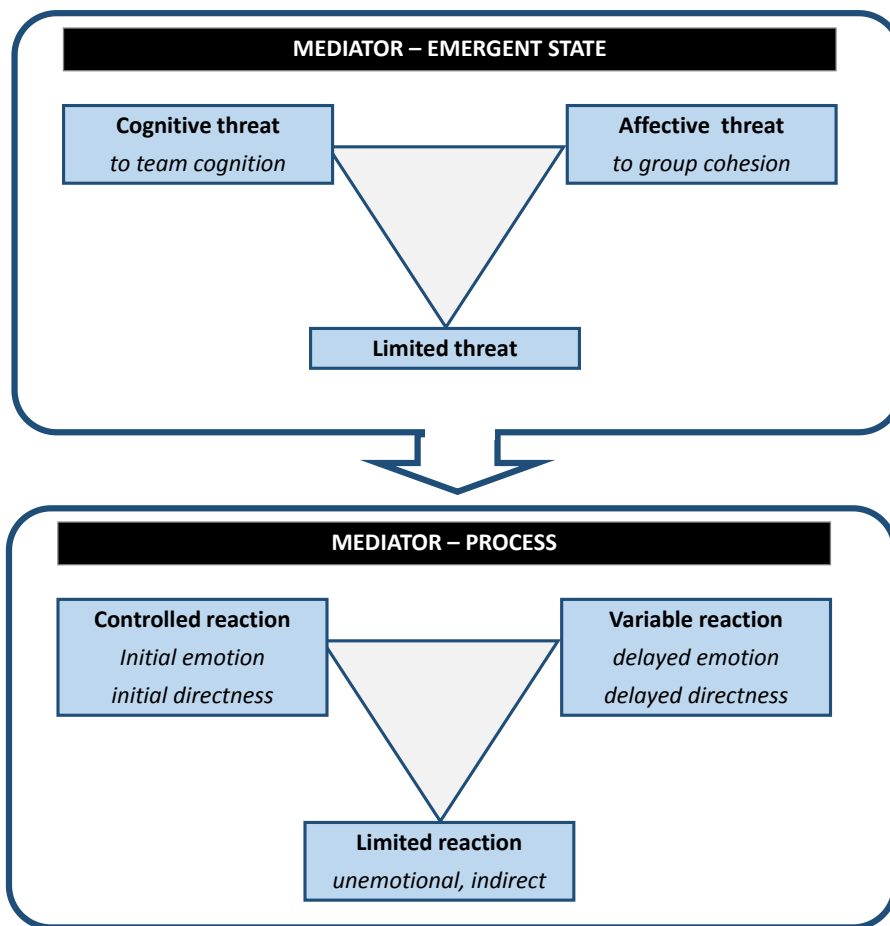 MEDIATOR – EMERGENT STATE
Cognitive threat
to team cognition
Affective  threat
to group cohesion
Limited threat
MEDIATOR – PROCESS
Controlled reaction
Initial emotion
initial directness
Variable reaction
delayed emotion
delayed directness
Limited reaction
unemotional, indirect